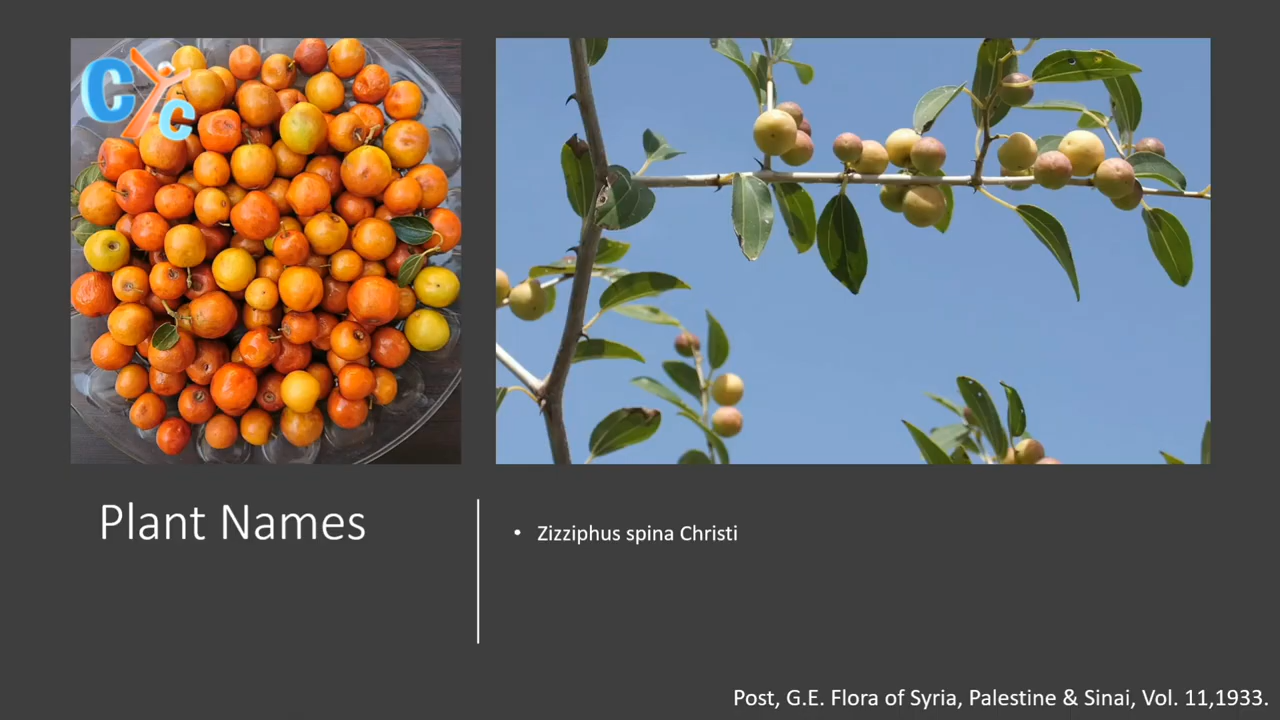 CYC
Plant Names
• Zizziphus spina Christi
Post, G.E. Flora of Syria, Palestine & Sinai, Vol. 11,1933.